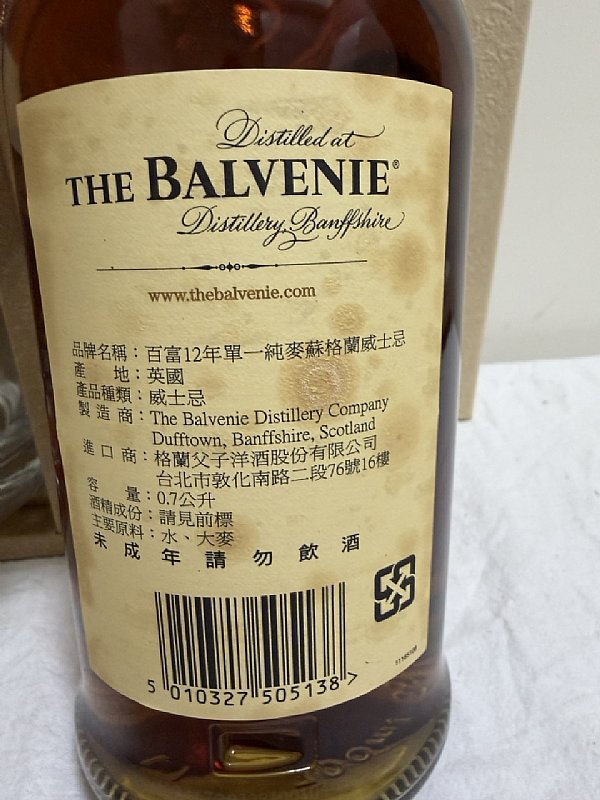 Distilled at
THE BALVENIE®
Distillery, Banffshire
www.thebalvenie.com
品牌名稱：百富12年單一純麥蘇格蘭威士忌
產　　地：英國
產品種類：威士忌
製 造 商：The Balvenie Distillery Company
Dufftown, Banffshire, Scotland
進 口 商：格蘭父子洋酒股份有限公司
台北市敦化南路二段76號16樓
容　　量：0.7公升
酒精成份：請見前標
主要原料：水、大麥
未成年請勿飲酒
5 010327 505138 >